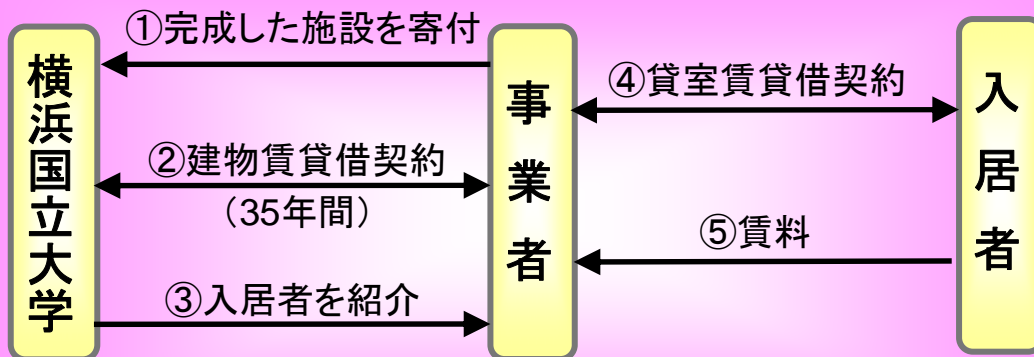 横浜国立大学
①完成した施設を寄付
②建物賃貸借契約
（35年間）
③入居者を紹介
事業者
④貸室賃貸借契約
⑤賃料
入居者